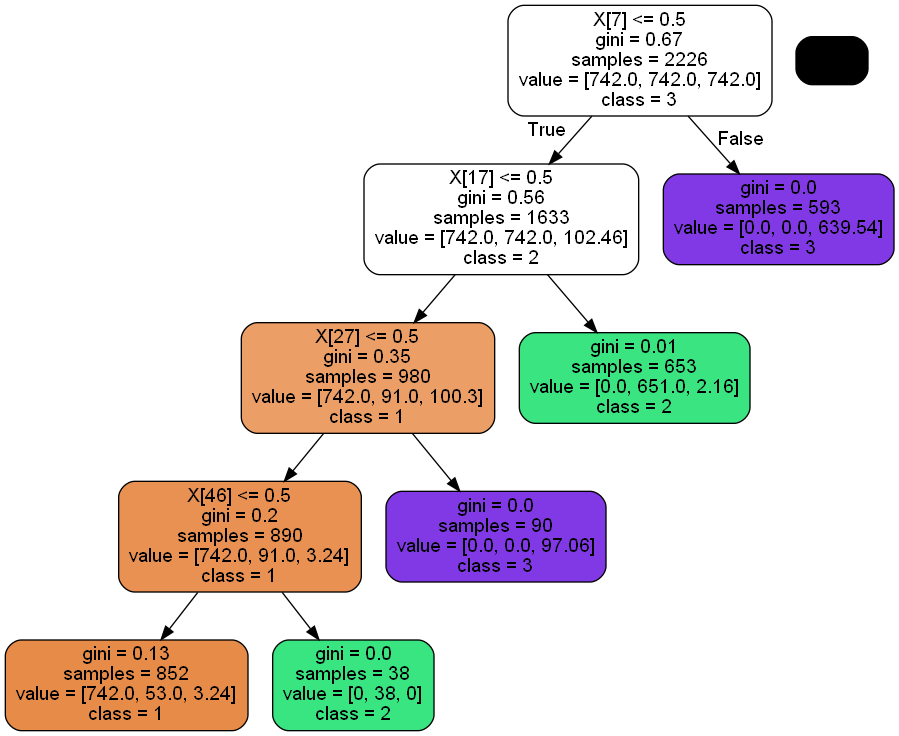 X[7] <= 0.5
gini = 0.67
samples = 2226
value = [742.0, 742.0, 742.0]
class = 3
True
False
X[17] <= 0.5
gini = 0.56
samples = 1633
value = [742.0, 742.0, 102.46]
class = 2
gini = 0.0
samples = 593
value = [0.0, 0.0, 639.54]
class = 3
X[27] <= 0.5
gini = 0.35
samples = 980
value = [742.0, 91.0, 100.3]
class = 1
gini = 0.01
samples = 653
value = [0.0, 651.0, 2.16]
class = 2
X[46] <= 0.5
gini = 0.2
samples = 890
value = [742.0, 91.0, 3.24]
class = 1
gini = 0.0
samples = 90
value = [0.0, 0.0, 97.06]
class = 3
gini = 0.13
samples = 852
value = [742.0, 53.0, 3.24]
class = 1
gini = 0.0
samples = 38
value = [0, 38, 0]
class = 2